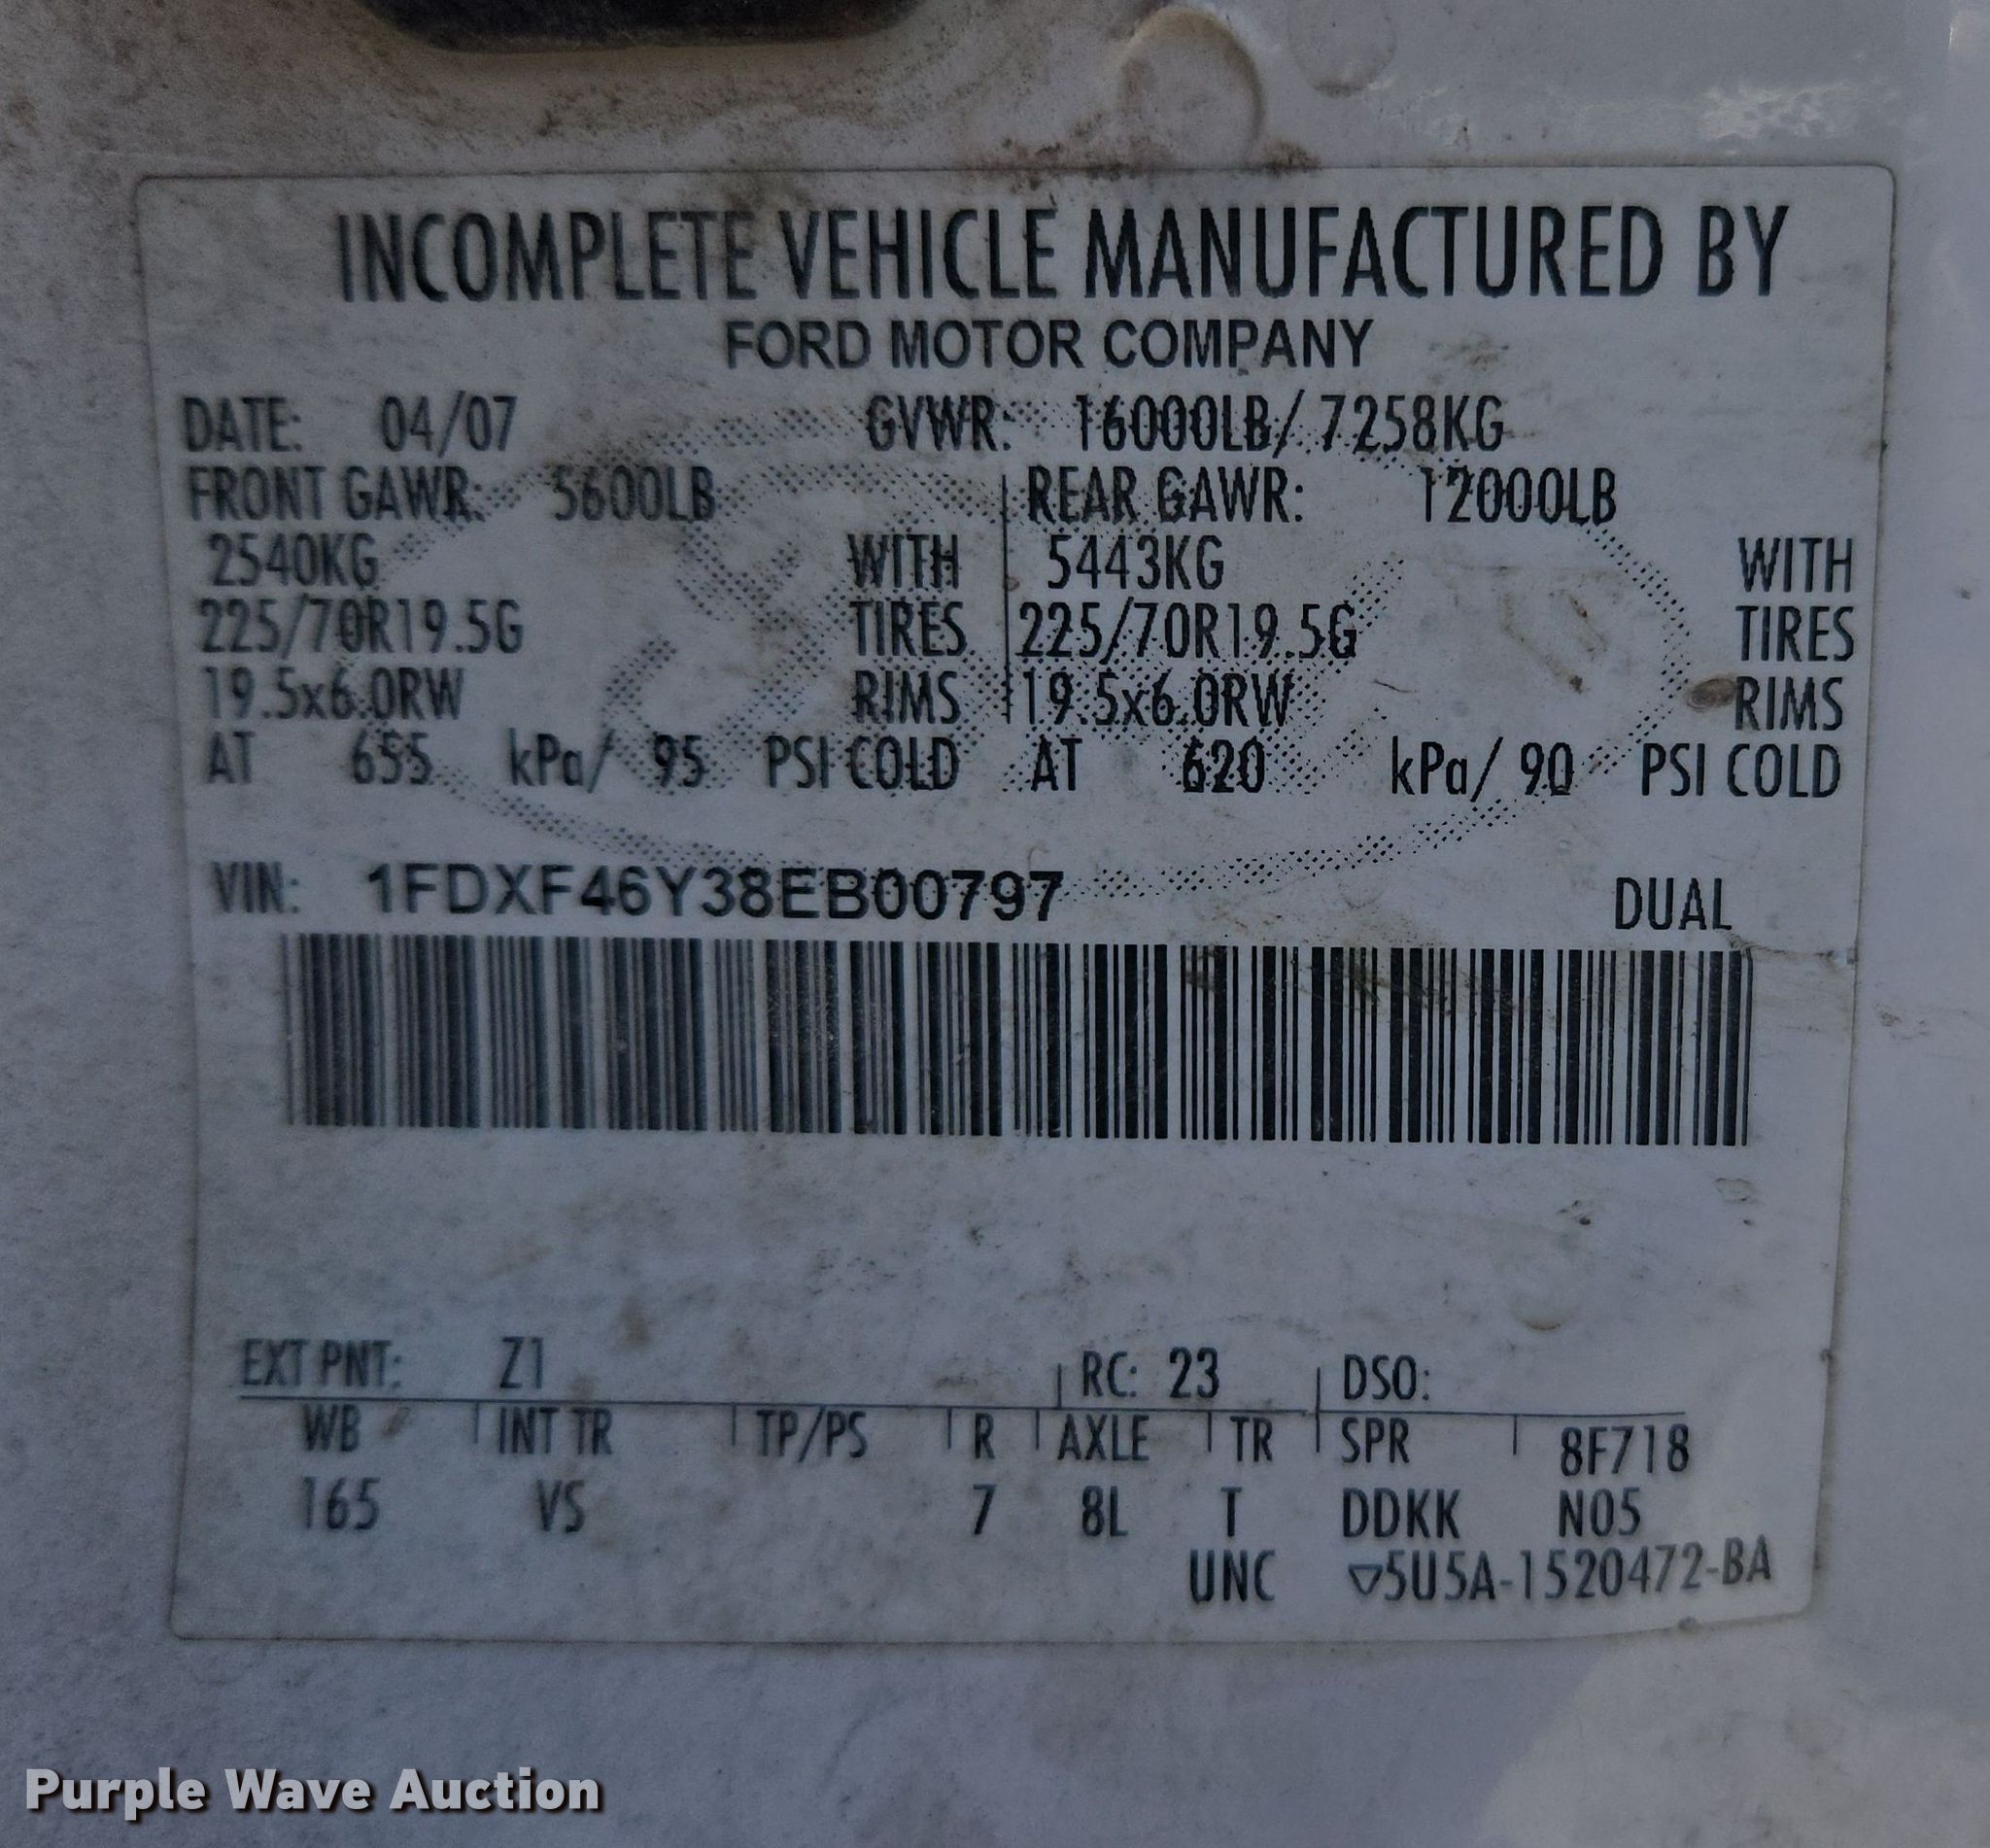 INCOMPLETE VEHICLE MANUFACTURED BY
FORD MOTOR COMPANY
DATE: 04/07 GVWR: 16000LB/ 7258KG
FRONT GAWR: 5600LB REAR GAWR: 12000LB
2540KG WITH 5443KG WITH
225/70R19.5G TIRES 225/70R19.5G TIRES
19.5x6.0RW RIMS 19.5x6.0RW RIMS
AT 655 kPa/ 95 PSI COLD AT 620 kPa/ 90 PSI COLD
VIN: 1FDXF46Y38EB00797 DUAL
EXT PNT: Z1 RC: 23 DSO:
WB INT TR TP/PS R AXLE TR SPR 8F718
165 VS 7 8L T DDKK N05
UNC ▽5U5A-1520472-BA
Purple Wave Auction